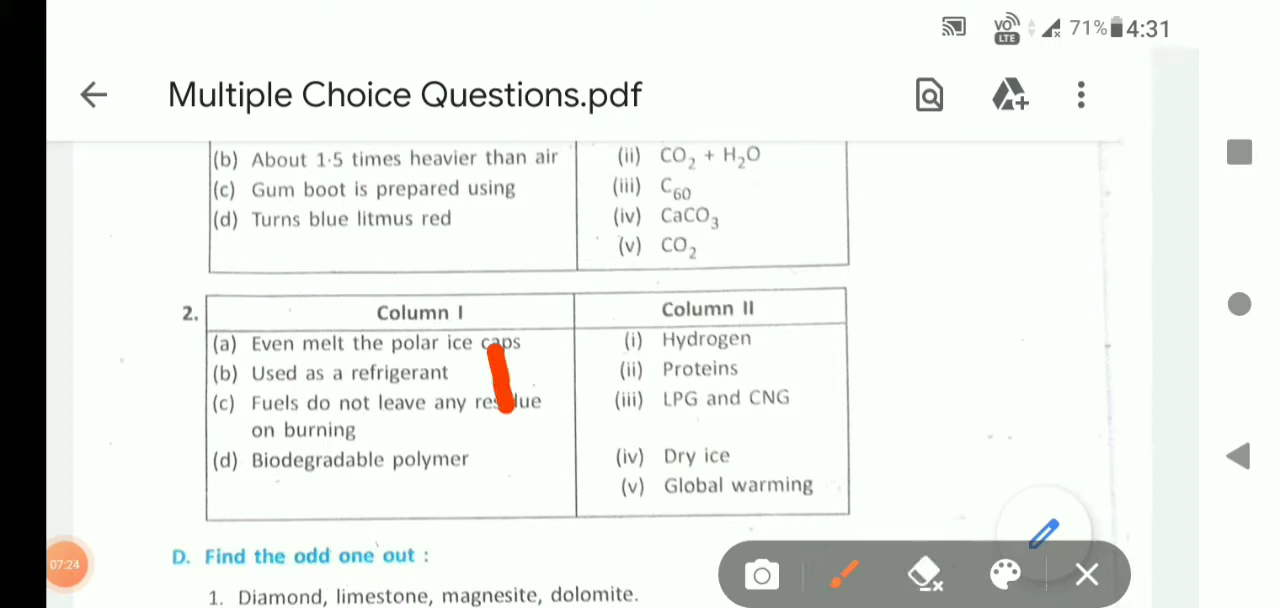 VO LTE 71% 4:31
Multiple Choice Questions.pdf
(b) About 1·5 times heavier than air (ii) CO₂ + H₂O
(c) Gum boot is prepared using (iii) C₆₀
(d) Turns blue litmus red (iv) CaCO₃
(v) CO₂
2. Column I Column II
(a) Even melt the polar ice caps (i) Hydrogen
(b) Used as a refrigerant (ii) Proteins
(c) Fuels do not leave any residue (iii) LPG and CNG
on burning
(d) Biodegradable polymer (iv) Dry ice
(v) Global warming
D. Find the odd one out :
07:24
1. Diamond, limestone, magnesite, dolomite.